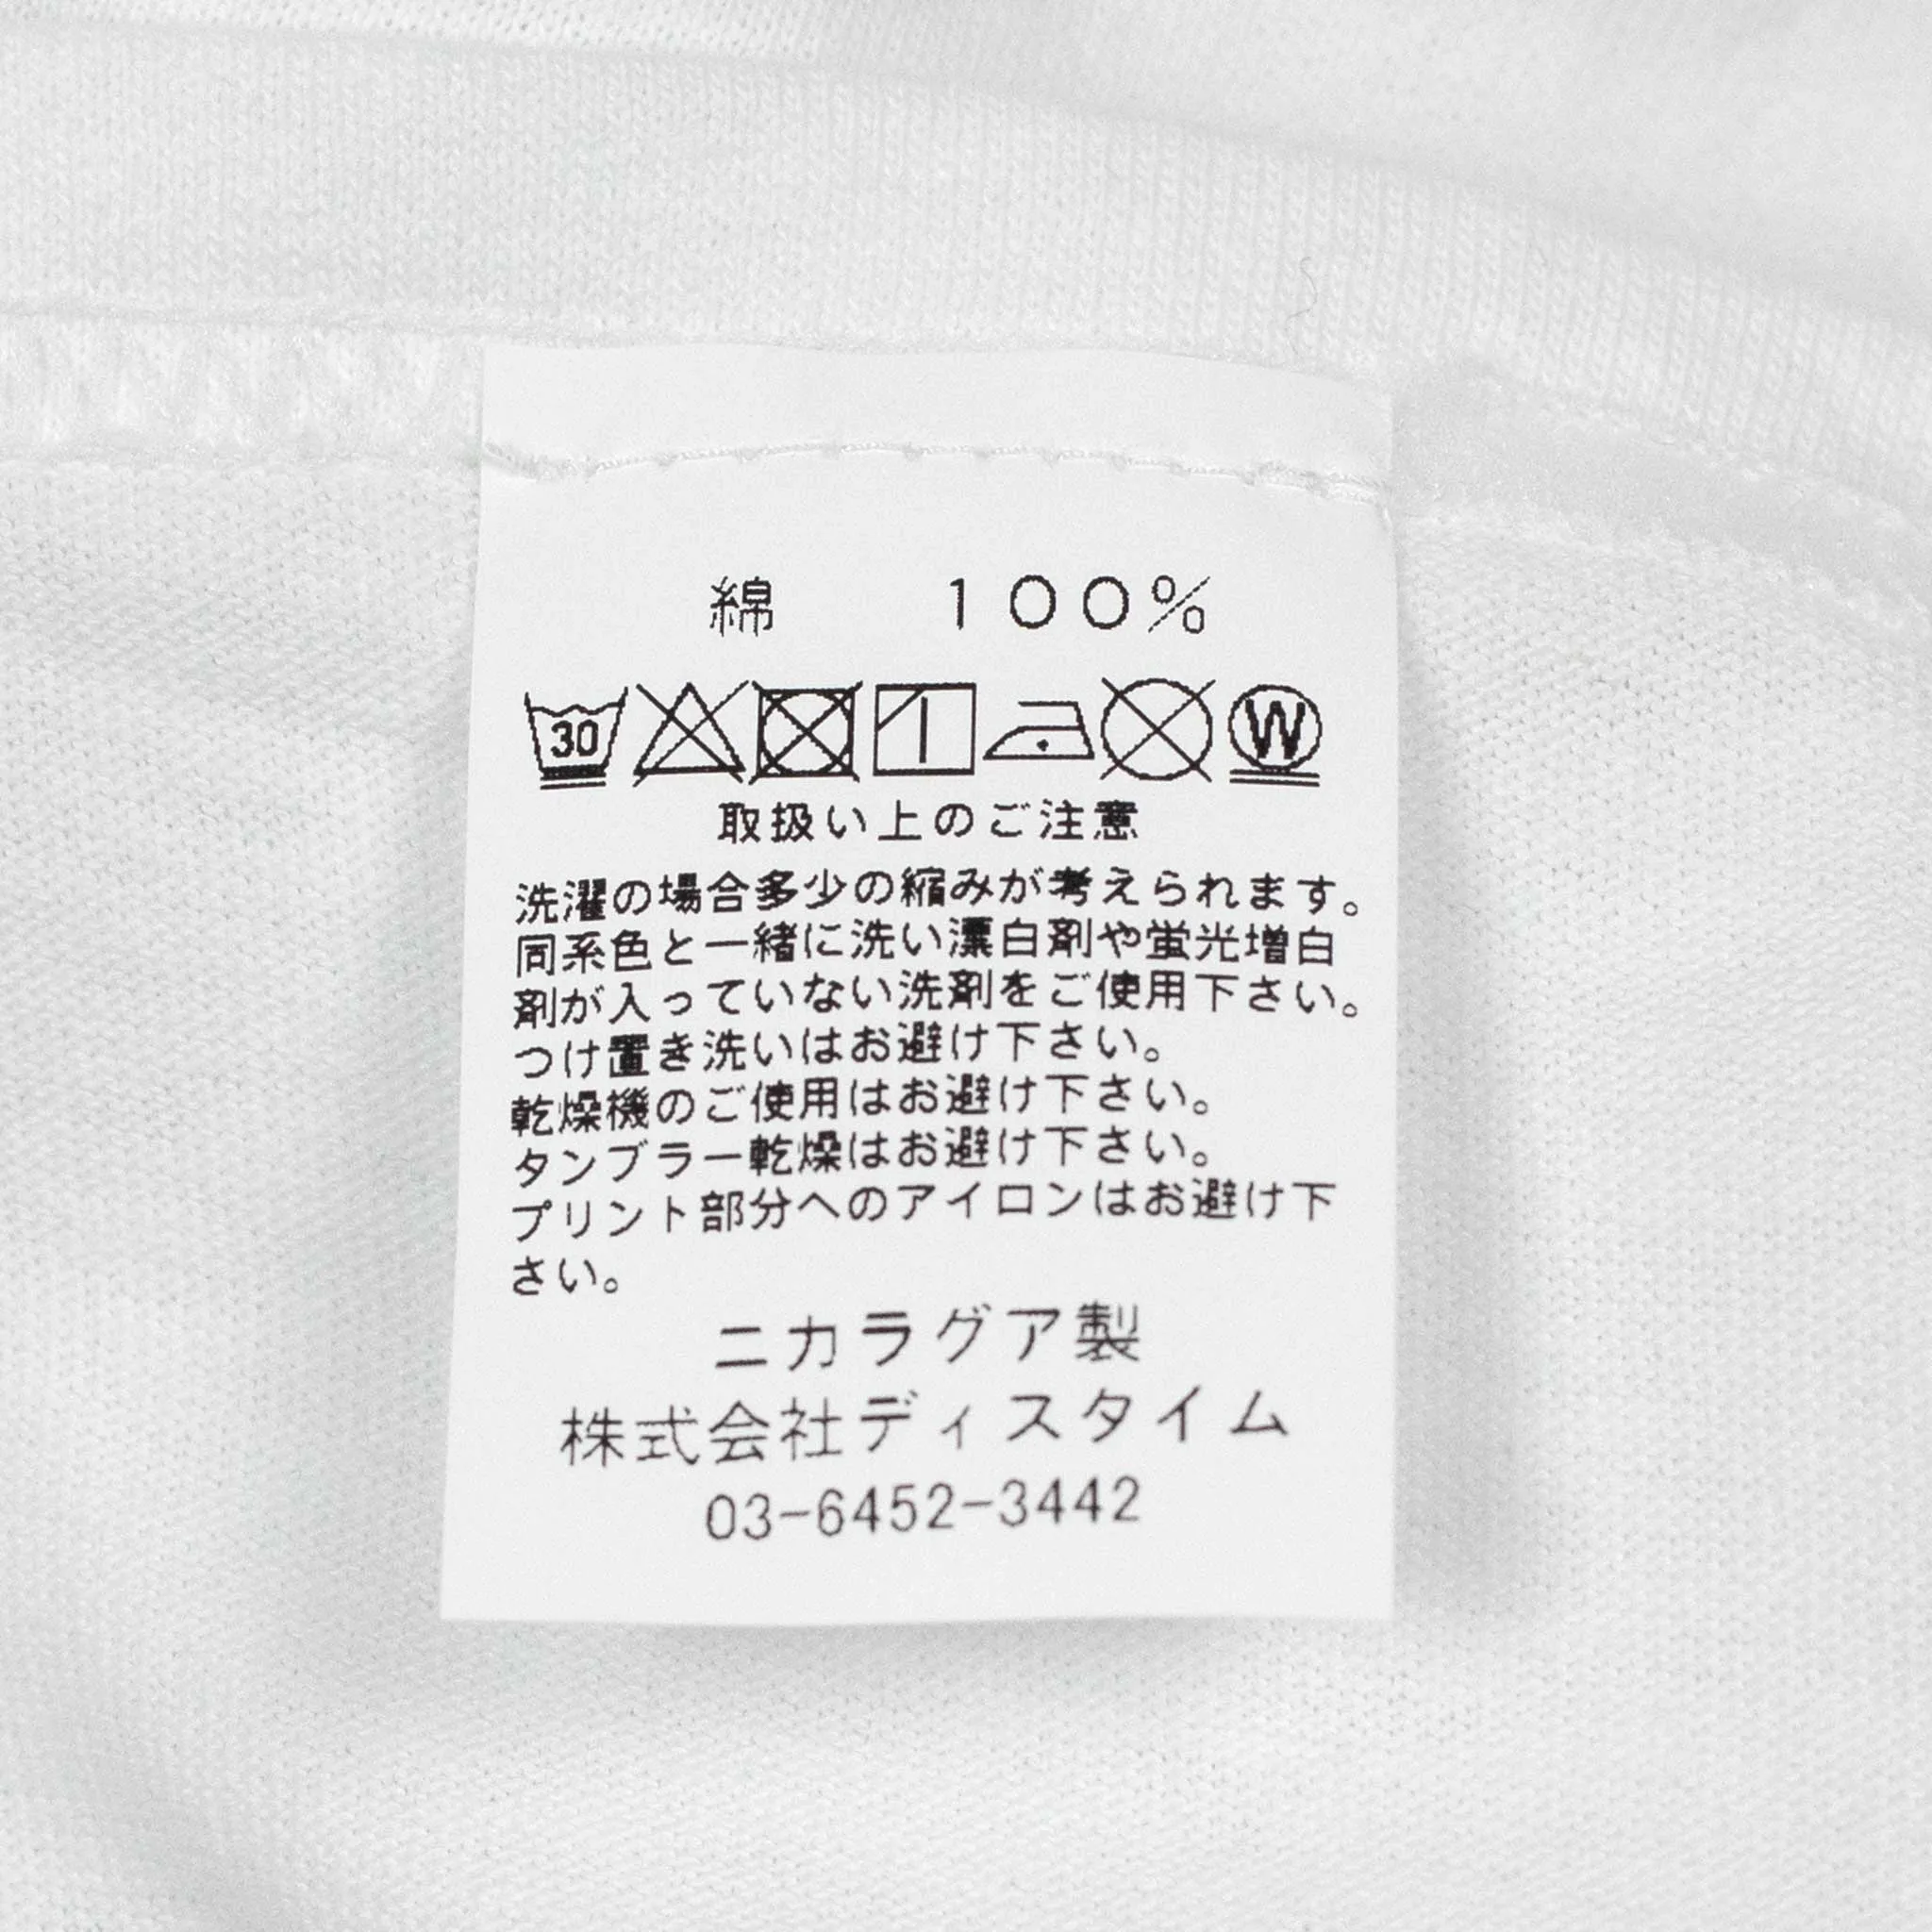 綿 100%
30 W
取扱い上のご注意
洗濯の場合多少の縮みが考えられます。
同系色と一緒に洗い漂白剤や蛍光増白
剤が入っていない洗剤をご使用下さい。
つけ置き洗いはお避け下さい。
乾燥機のご使用はお避け下さい。
タンブラー乾燥はお避け下さい。
プリント部分へのアイロンはお避け下
さい。
ニカラグア製
株式会社ディスタイム
03-6452-3442